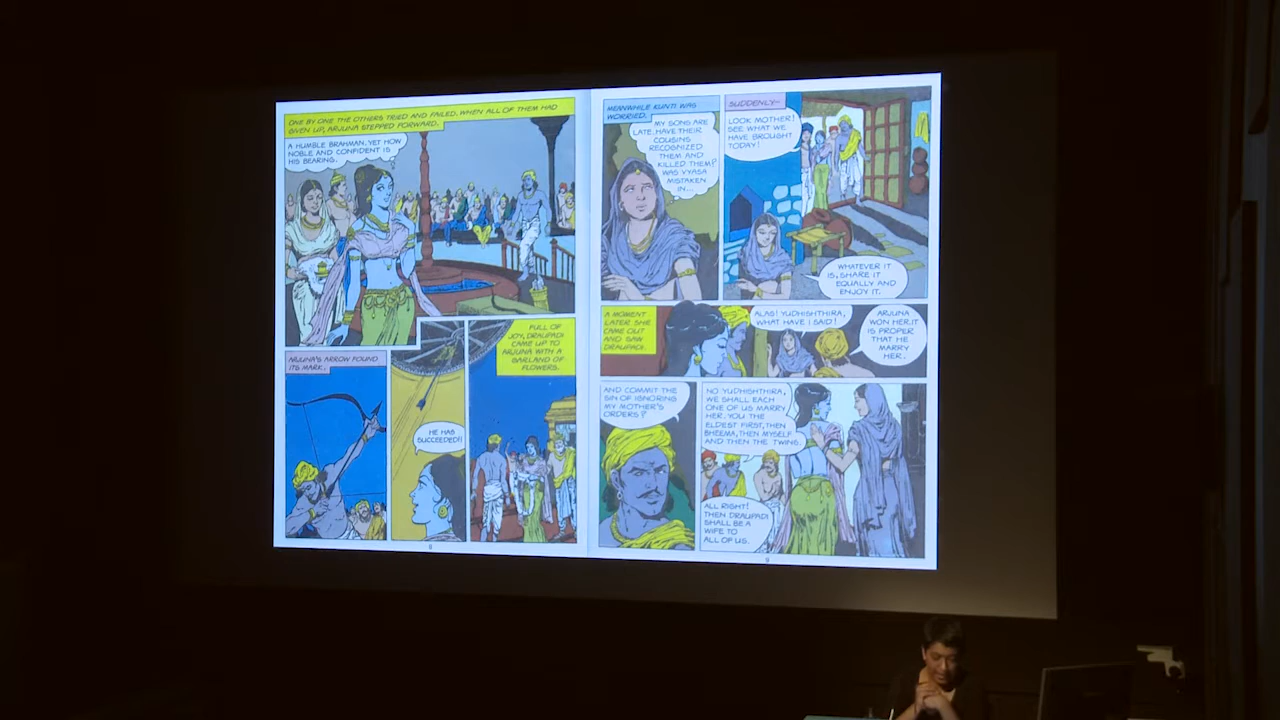 ONE BY ONE THE OTHERS TRIED AND FAILED. WHEN ALL OF THEM HAD
GIVEN UP, ARJUNA STEPPED FORWARD.
A HUMBLE BRAHMAN, YET HOW
NOBLE AND CONFIDENT IS
HIS BEARING.
ARJUNA'S ARROW FOUND
ITS MARK.
HE HAS
SUCCEEDED!!
FULL OF
JOY, DRAUPADI
CAME UP TO
ARJUNA WITH A
GARLAND OF
FLOWERS.
8
MEANWHILE KUNTI WAS
WORRIED.
MY SONS ARE
LATE. HAVE THEIR
COUSINS
RECOGNIZED
THEM AND
KILLED THEM?
WAS VYASA
MISTAKEN
IN...
SUDDENLY—
LOOK MOTHER!
SEE WHAT WE
HAVE BROUGHT
TODAY!
WHATEVER IT
IS, SHARE IT
EQUALLY AND
ENJOY IT.
A MOMENT
LATER SHE
CAME OUT
AND SAW
DRAUPADI.
ALAS! YUDHISHTHIRA,
WHAT HAVE I SAID!
ARJUNA
WON HER. IT
IS PROPER
THAT HE
MARRY
HER.
AND COMMIT THE
SIN OF IGNORING
MY MOTHER'S
ORDERS?
NO YUDHISHTHIRA,
WE SHALL EACH
ONE OF US MARRY
HER. YOU THE
ELDEST FIRST, THEN
BHEEMA, THEN MYSELF
AND THEN THE TWINS.
ALL RIGHT!
THEN DRAUPADI
SHALL BE A
WIFE TO
ALL OF US.
9